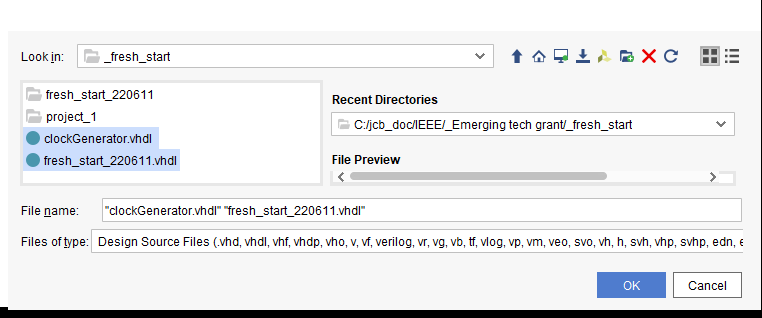 Look in: _fresh_start
fresh_start_220611
project_1
clockGenerator.vhdl
fresh_start_220611.vhdl
Recent Directories
C:/jcb_doc/IEEE/_Emerging tech grant/_fresh_start
File Preview
File name: "clockGenerator.vhdl" "fresh_start_220611.vhdl"
Files of type: Design Source Files (.vhd, vhdl, vhf, vhdp, vho, v, vf, verilog, vr, vg, vb, tf, vlog, vp, vm, veo, svo, vh, h, svh, vhp, svhp, edn, e
OK Cancel